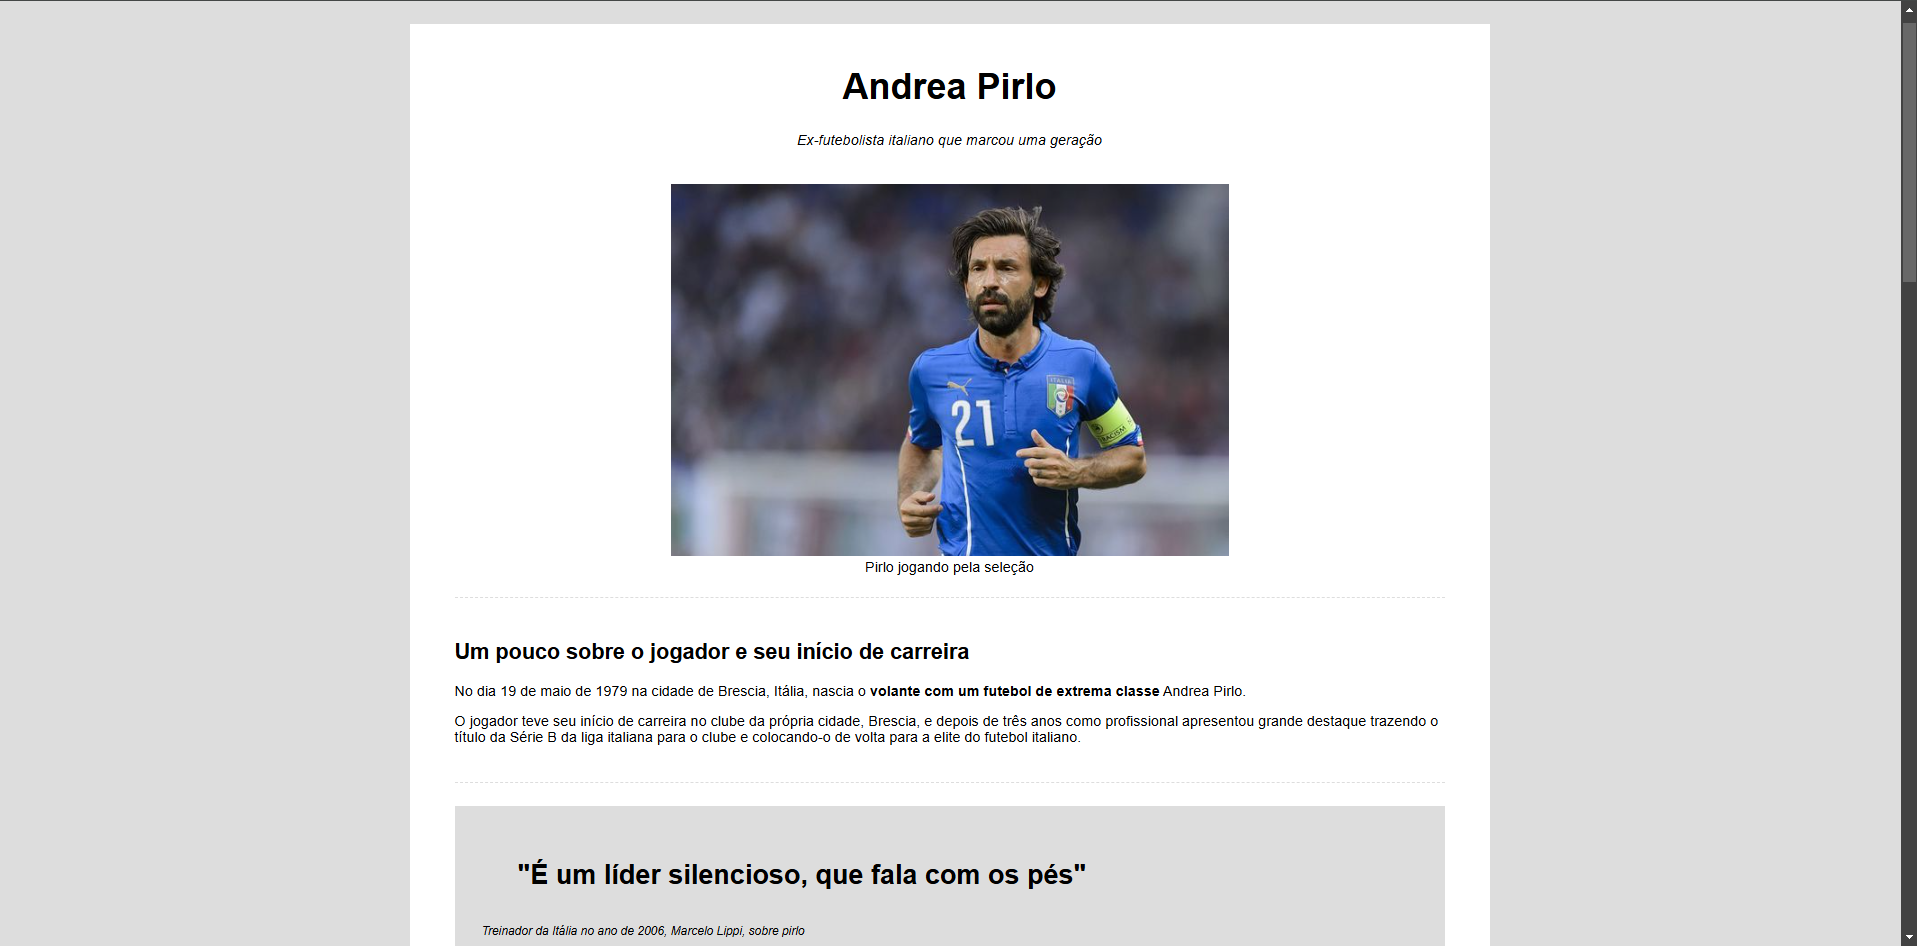 Andrea Pirlo
Ex-futebolista italiano que marcou uma geração
ITALIA
21
RACISM
Pirlo jogando pela seleção
Um pouco sobre o jogador e seu início de carreira
No dia 19 de maio de 1979 na cidade de Brescia, Itália, nascia o volante com um futebol de extrema classe Andrea Pirlo.
O jogador teve seu início de carreira no clube da própria cidade, Brescia, e depois de três anos como profissional apresentou grande destaque trazendo o
título da Série B da liga italiana para o clube e colocando-o de volta para a elite do futebol italiano.
"É um líder silencioso, que fala com os pés"
Treinador da Itália no ano de 2006, Marcelo Lippi, sobre pirlo